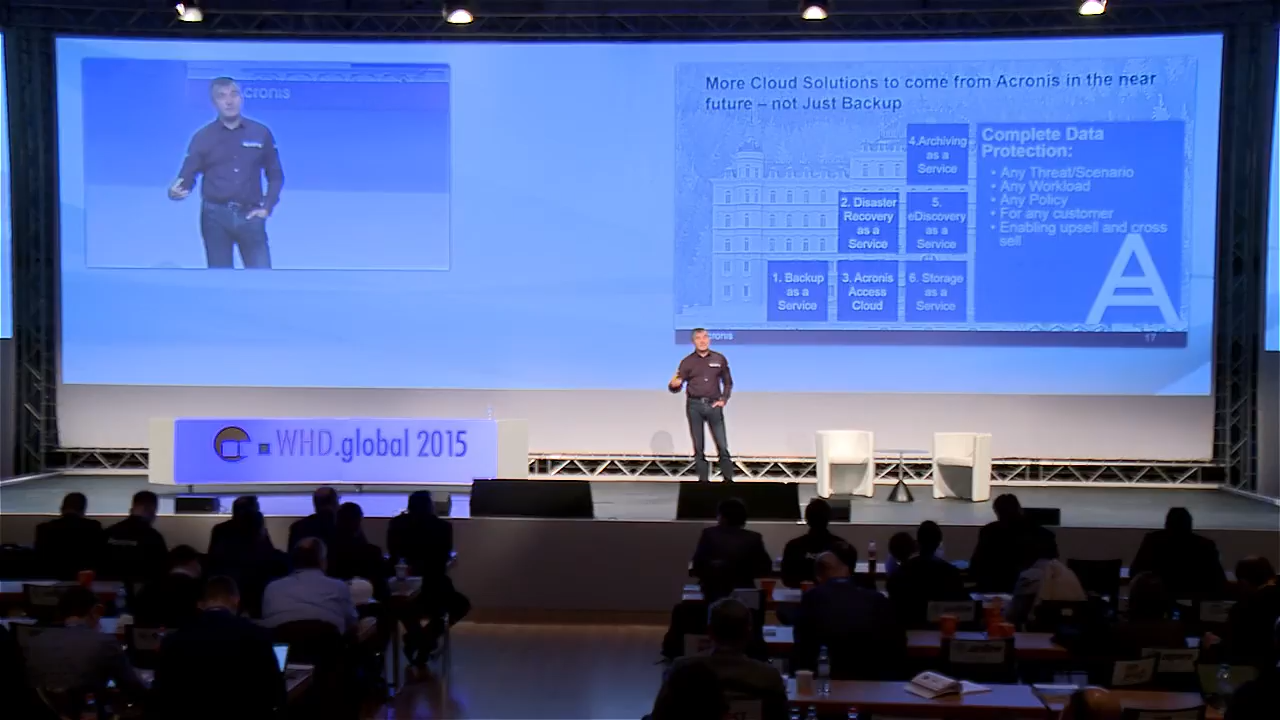 cronis
More Cloud Solutions to come from Acronis in the near
future – not Just Backup
4.Archiving
as a
Service
2. Disaster
Recovery
as a
Service
5.
eDiscovery
as a
Service
1. Backup
as a
Service
3. Acronis
Access
Cloud
6. Storage
as a
Service
Complete Data
Protection:
• Any Threat/Scenario
• Any Workload
• Any Policy
• For any customer
• Enabling upsell and cross
sell
A
cronis
17
WHD.global 2015